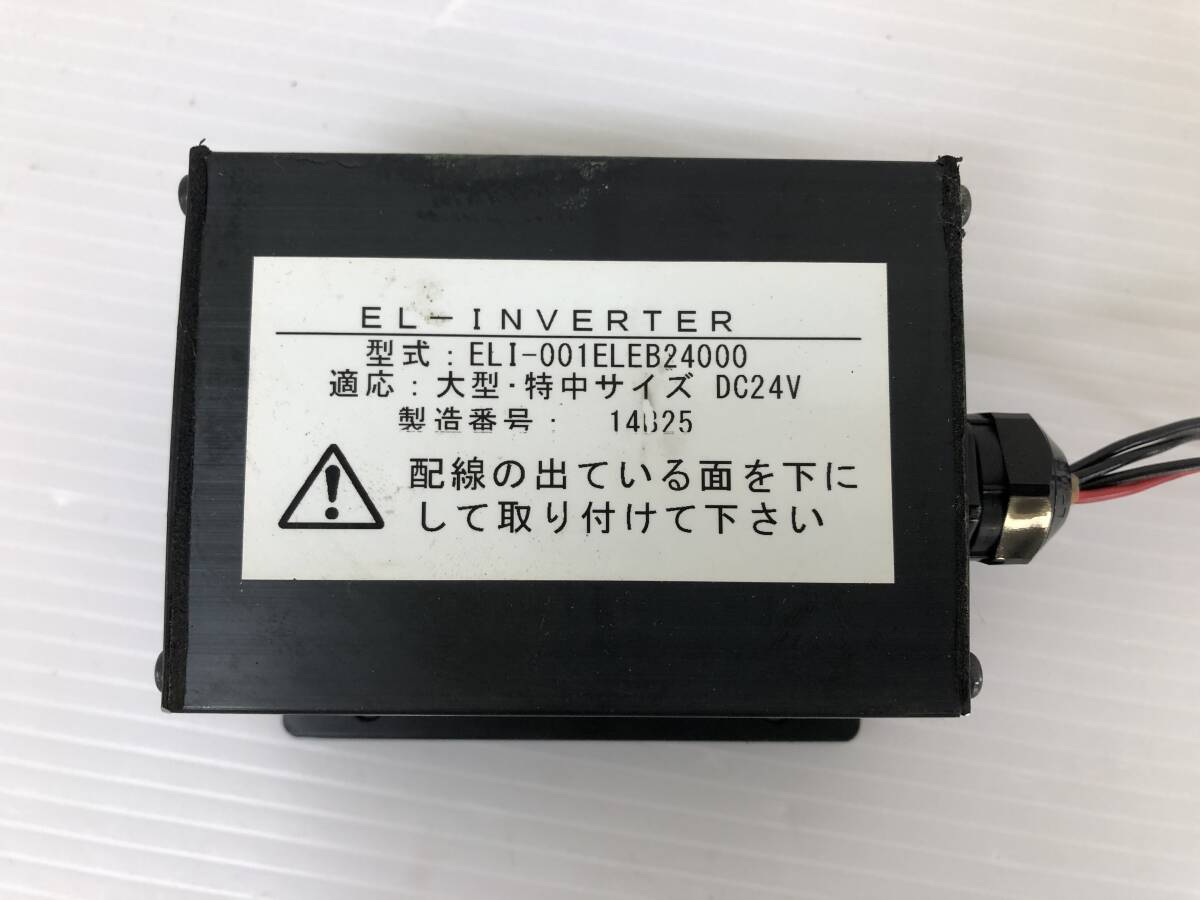 EL-INVERTER
型式：ELI-001ELEB24000
適応：大型・特中サイズ DC24V
製造番号： 14B25
配線の出ている面を下に
して取り付けて下さい